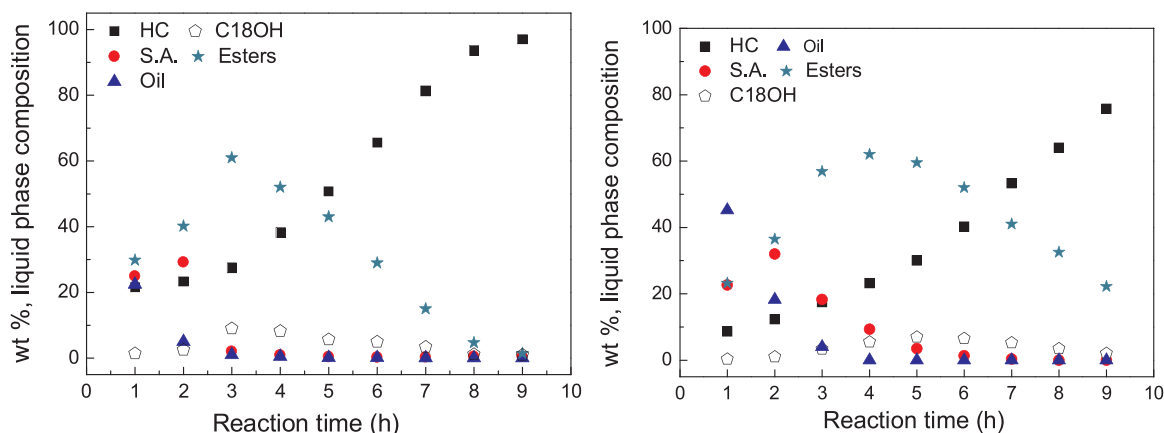 wt %, liquid phase composition
100
80
60
40
20
0
HC
C18OH
S.A.
Esters
Oil
0 1 2 3 4 5 6 7 8 9 10
Reaction time (h)
wt %, liquid phase composition
100
80
60
40
20
0
HC
Oil
S.A.
Esters
C18OH
0 1 2 3 4 5 6 7 8 9 10
Reaction time (h)